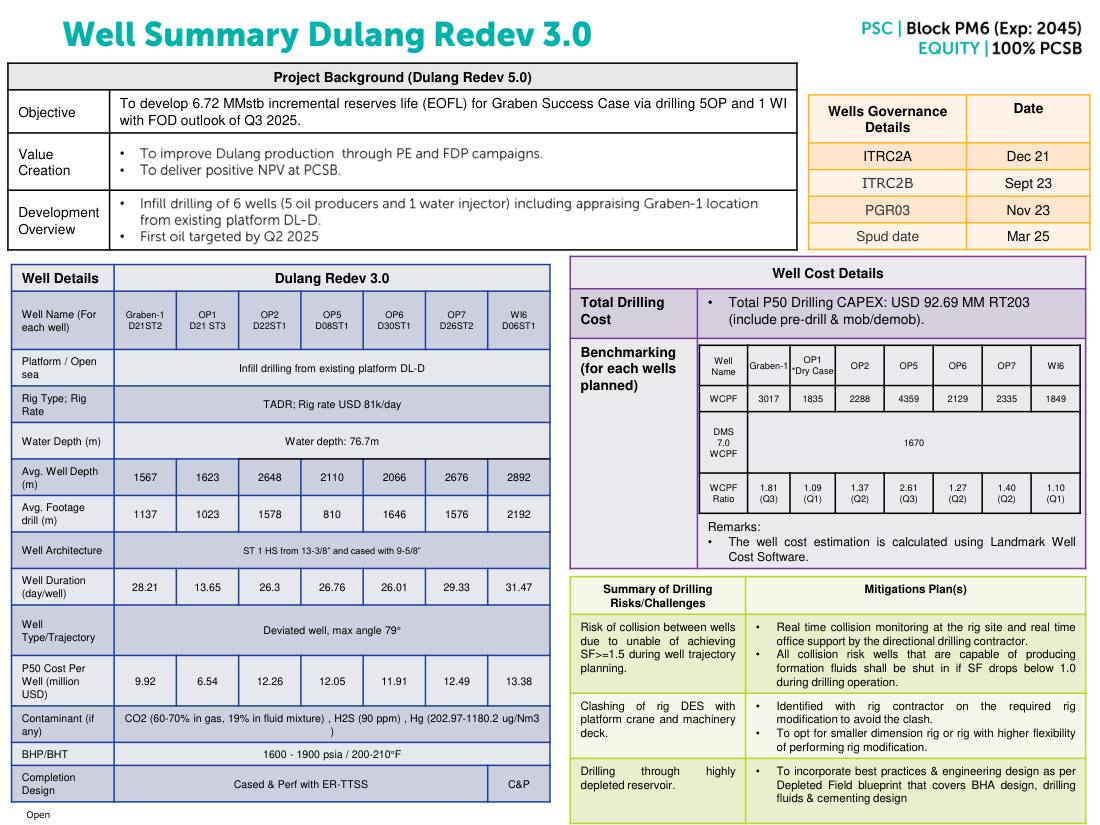 Well Summary Dulang Redev 3.0
PSC | Block PM6 (Exp: 2045)
EQUITY | 100% PCSB
Project Background (Dulang Redev 5.0)
Objective
To develop 6.72 MMstb incremental reserves life (EOFL) for Graben Success Case via drilling 5OP and 1 WI
with FOD outlook of Q3 2025.
Value
Creation
• To improve Dulang production through PE and FDP campaigns.
• To deliver positive NPV at PCSB.
Development
Overview
• Infill drilling of 6 wells (5 oil producers and 1 water injector) including appraising Graben-1 location
from existing platform DL-D.
• First oil targeted by Q2 2025
Wells Governance
Details
Date
ITRC2A Dec 21
ITRC2B Sept 23
PGR03 Nov 23
Spud date Mar 25
Well Details Dulang Redev 3.0
Well Name (For
each well)
Graben-1
D21ST2
OP1
D21 ST3
OP2
D22ST1
OP5
D08ST1
OP6
D30ST1
OP7
D26ST2
WI6
D06ST1
Platform / Open
sea
Infill drilling from existing platform DL-D
Rig Type; Rig
Rate
TADR; Rig rate USD 81k/day
Water Depth (m) Water depth: 76.7m
Avg. Well Depth
(m)
1567 1623 2648 2110 2066 2676 2892
Avg. Footage
drill (m)
1137 1023 1578 810 1646 1576 2192
Well Architecture ST 1 HS from 13-3/8" and cased with 9-5/8"
Well Duration
(day/well)
28.21 13.65 26.3 26.76 26.01 29.33 31.47
Well
Type/Trajectory
Deviated well, max angle 79°
P50 Cost Per
Well (million
USD)
9.92 6.54 12.26 12.05 11.91 12.49 13.38
Contaminant (if
any)
CO2 (60-70% in gas, 19% in fluid mixture) , H2S (90 ppm) , Hg (202.97-1180.2 ug/Nm3
)
BHP/BHT 1600 - 1900 psia / 200-210°F
Completion
Design
Cased & Perf with ER-TTSS C&P
Open
Well Cost Details
Total Drilling
Cost
• Total P50 Drilling CAPEX: USD 92.69 MM RT203
(include pre-drill & mob/demob).
Benchmarking
(for each wells
planned)
Well
Name
Graben-1
OP1
*Dry Case
OP2 OP5 OP6 OP7 WI6
WCPF 3017 1835 2288 4359 2129 2335 1849
DMS
7.0
WCPF
1670
WCPF
Ratio
1.81
(Q3)
1.09
(Q1)
1.37
(Q2)
2.61
(Q3)
1.27
(Q2)
1.40
(Q2)
1.10
(Q1)
Remarks:
• The well cost estimation is calculated using Landmark Well
Cost Software.
Summary of Drilling
Risks/Challenges
Mitigations Plan(s)
Risk of collision between wells
due to unable of achieving
SF>=1.5 during well trajectory
planning.
• Real time collision monitoring at the rig site and real time
office support by the directional drilling contractor.
• All collision risk wells that are capable of producing
formation fluids shall be shut in if SF drops below 1.0
during drilling operation.
Clashing of rig DES with
platform crane and machinery
deck.
• Identified with rig contractor on the required rig
modification to avoid the clash.
• To opt for smaller dimension rig or rig with higher flexibility
of performing rig modification.
Drilling through highly
depleted reservoir.
• To incorporate best practices & engineering design as per
Depleted Field blueprint that covers BHA design, drilling
fluids & cementing design